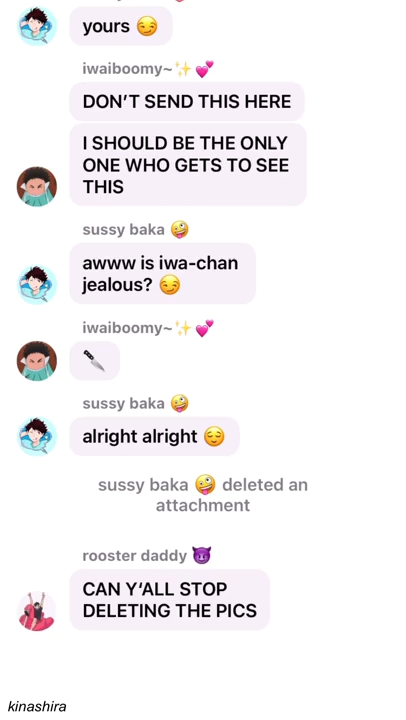 yours 😏
iwaiboomy~✨💕
DON'T SEND THIS HERE
I SHOULD BE THE ONLY
ONE WHO GETS TO SEE
THIS
sussy baka 🤪
awww is iwa-chan
jealous? 😏
iwaiboomy~✨💕
🔪
sussy baka 🤪
alright alright 😌
sussy baka 🤪 deleted an
attachment
rooster daddy 😈
CAN Y'ALL STOP
DELETING THE PICS
kinashira